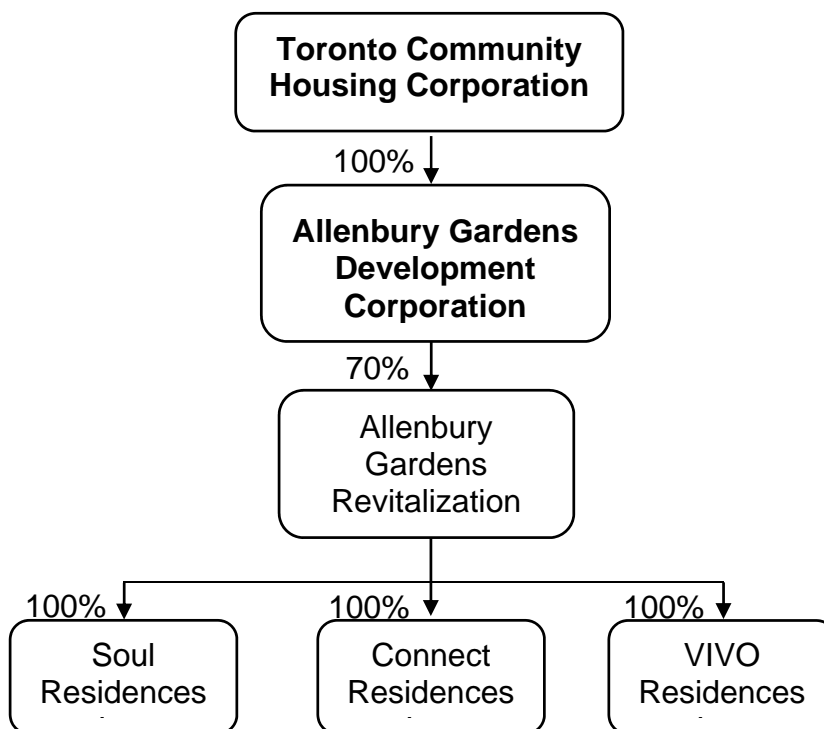 Toronto Community
Housing Corporation
100%
Allenbury Gardens
Development
Corporation
70%
Allenbury
Gardens
Revitalization
100%
100%
100%
Soul
Residences
Connect
Residences
VIVO
Residences